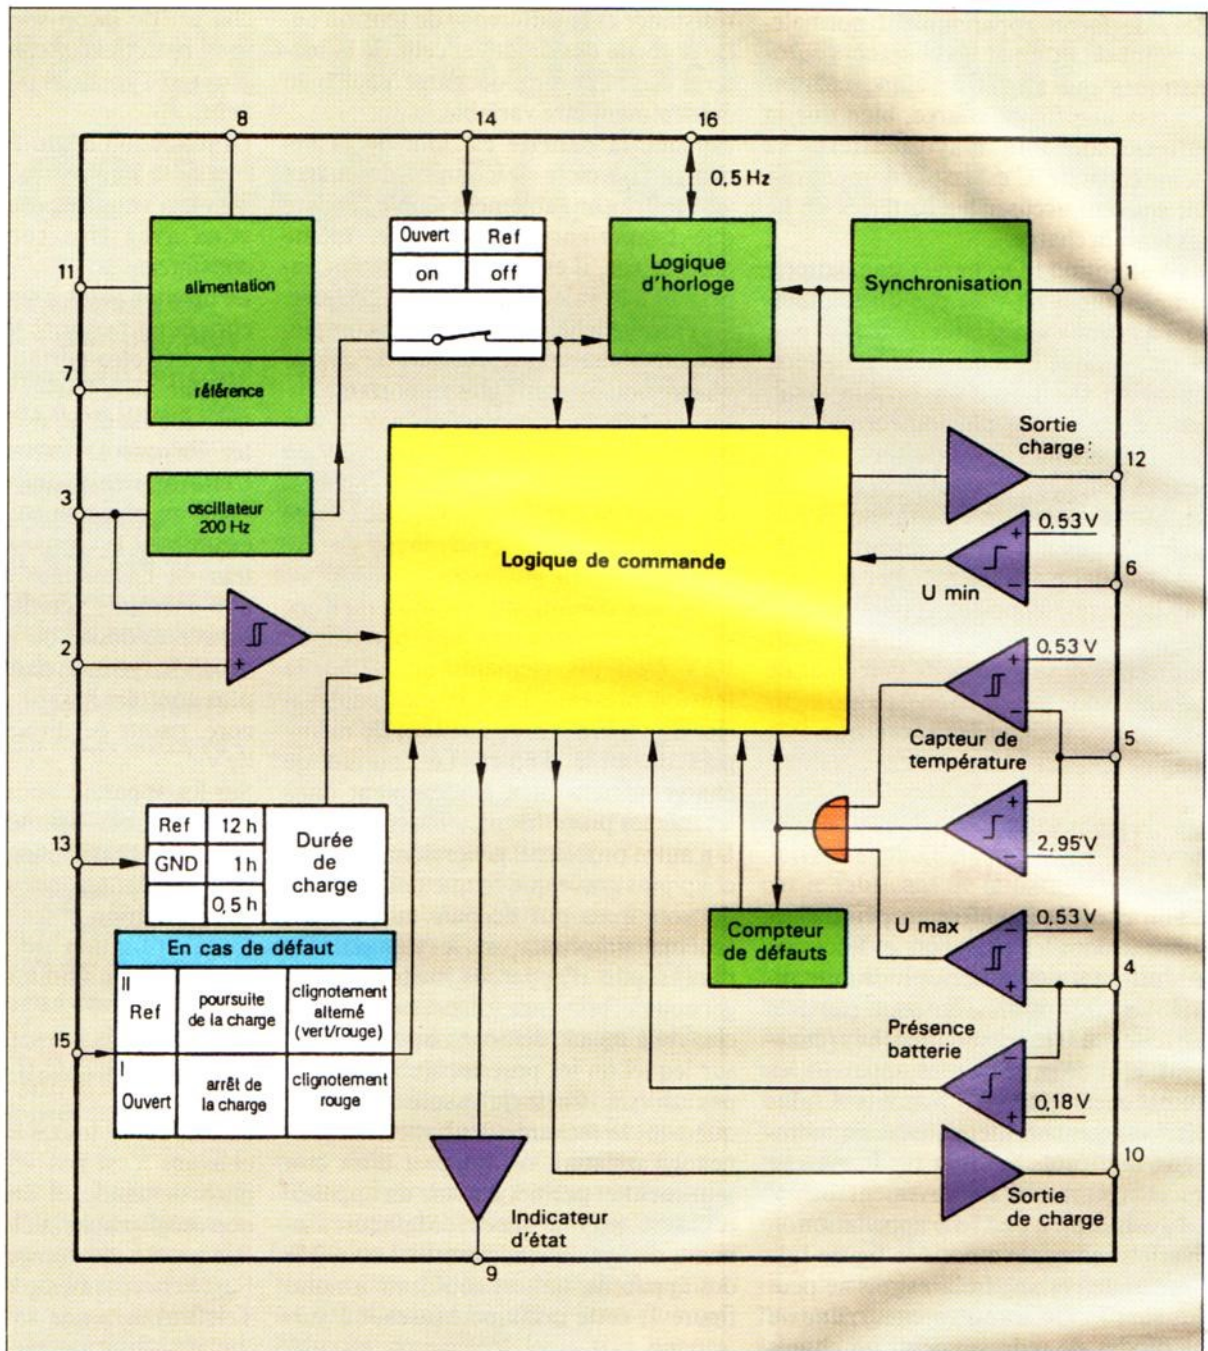 8
14
16
0,5 Hz
11
alimentation
7
référence
Ouvert
Ref
on
off
Logique
d'horloge
Synchronisation
1
3
oscillateur
200 Hz
Sortie
charge
12
+
0,53 V
−
6
U min
Logique de commande
−
+
2
+
0,53 V
−
5
Capteur de
température
+
−
2,95 V
13
Ref
12 h
GND
1 h
0,5 h
Durée
de
charge
Compteur
de défauts
U max
−
0,53 V
+
4
En cas de défaut
II
Ref
poursuite
de la charge
clignotement
alterné
(vert/rouge)
15
I
Ouvert
arrêt de
la charge
clignotement
rouge
Présence
batterie
−
+
0,18 V
10
Sortie
de charge
Indicateur
d'état
9